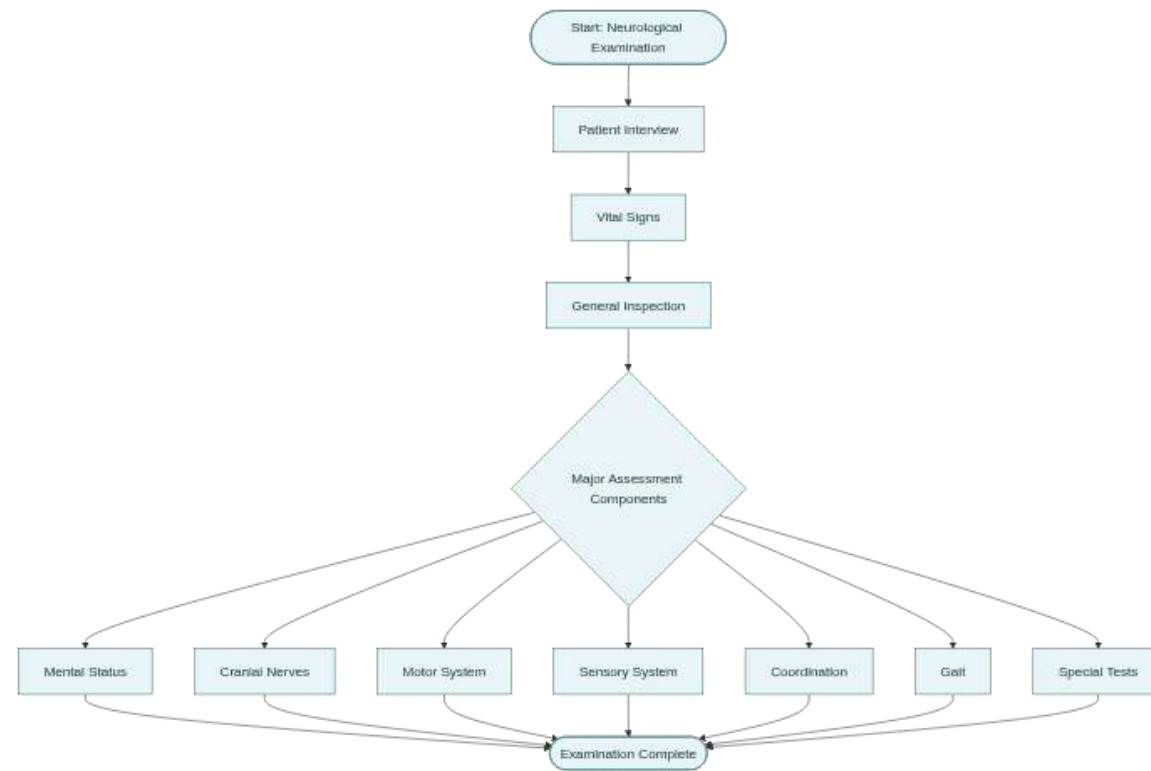 Start: Neurological
Examination
Patient Interview
Vital Signs
General Inspection
Major Assessment
Components
Mental Status
Cranial Nerves
Motor System
Sensory System
Coordination
Gait
Special Tests
Examination Complete